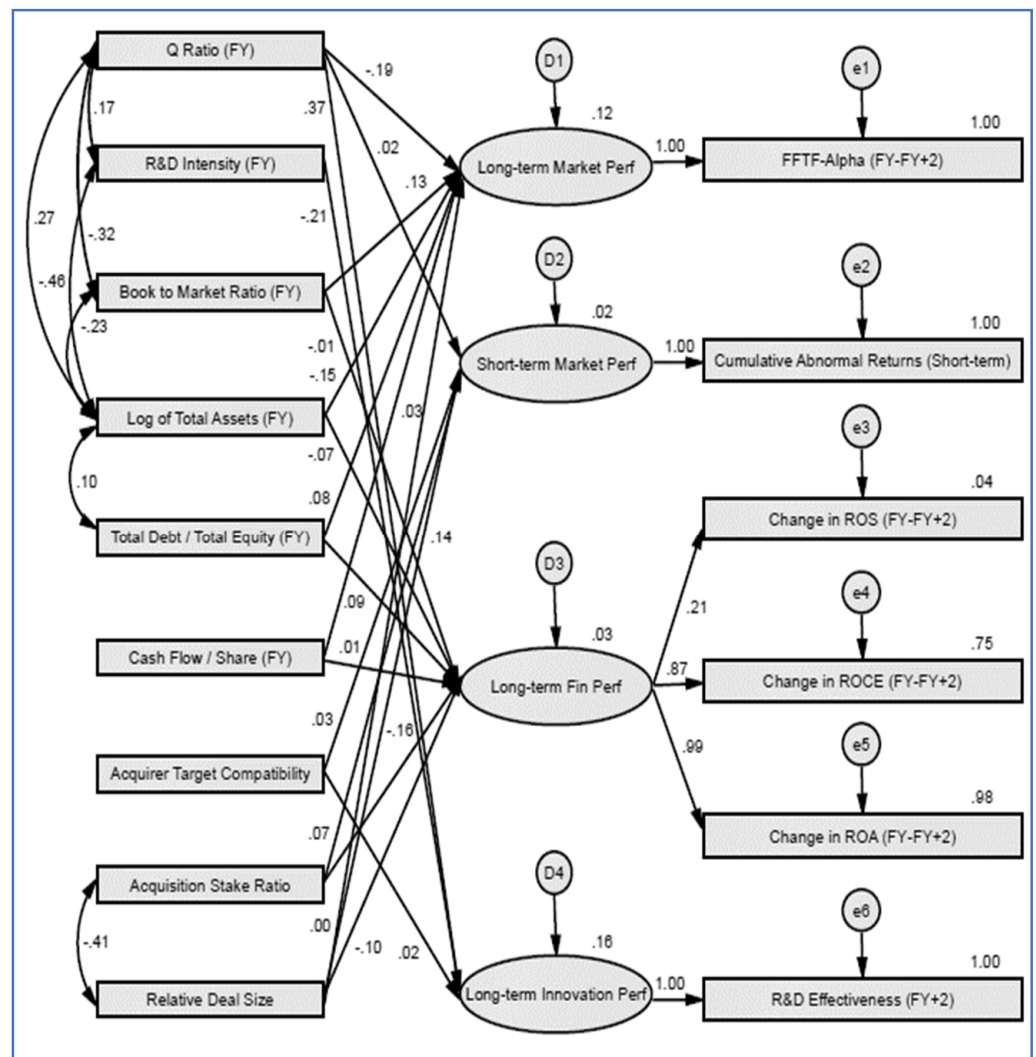 Q Ratio (FY)
D1
e1
-.19
.17
.37
.12
1.00
R&D Intensity (FY)
.02
Long-term Market Perf
1.00
FFTF-Alpha (FY-FY+2)
.13
.27
-.32
-.21
D2
e2
-.46
Book to Market Ratio (FY)
-.23
.02
1.00
-.01
Short-term Market Perf
1.00
Cumulative Abnormal Returns (Short-term)
-.15
Log of Total Assets (FY)
.03
e3
-.07
.10
.08
.04
Total Debt / Total Equity (FY)
.14
Change in ROS (FY-FY+2)
D3
e4
.09
.21
.01
.03
.75
Cash Flow / Share (FY)
.87
Long-term Fin Perf
Change in ROCE (FY-FY+2)
.03
-.16
.99
e5
Acquirer Target Compatibility
.98
.07
Change in ROA (FY-FY+2)
Acquisition Stake Ratio
D4
e6
.00
-.10
.02
-.41
.16
1.00
Relative Deal Size
Long-term Innovation Perf
1.00
R&D Effectiveness (FY+2)